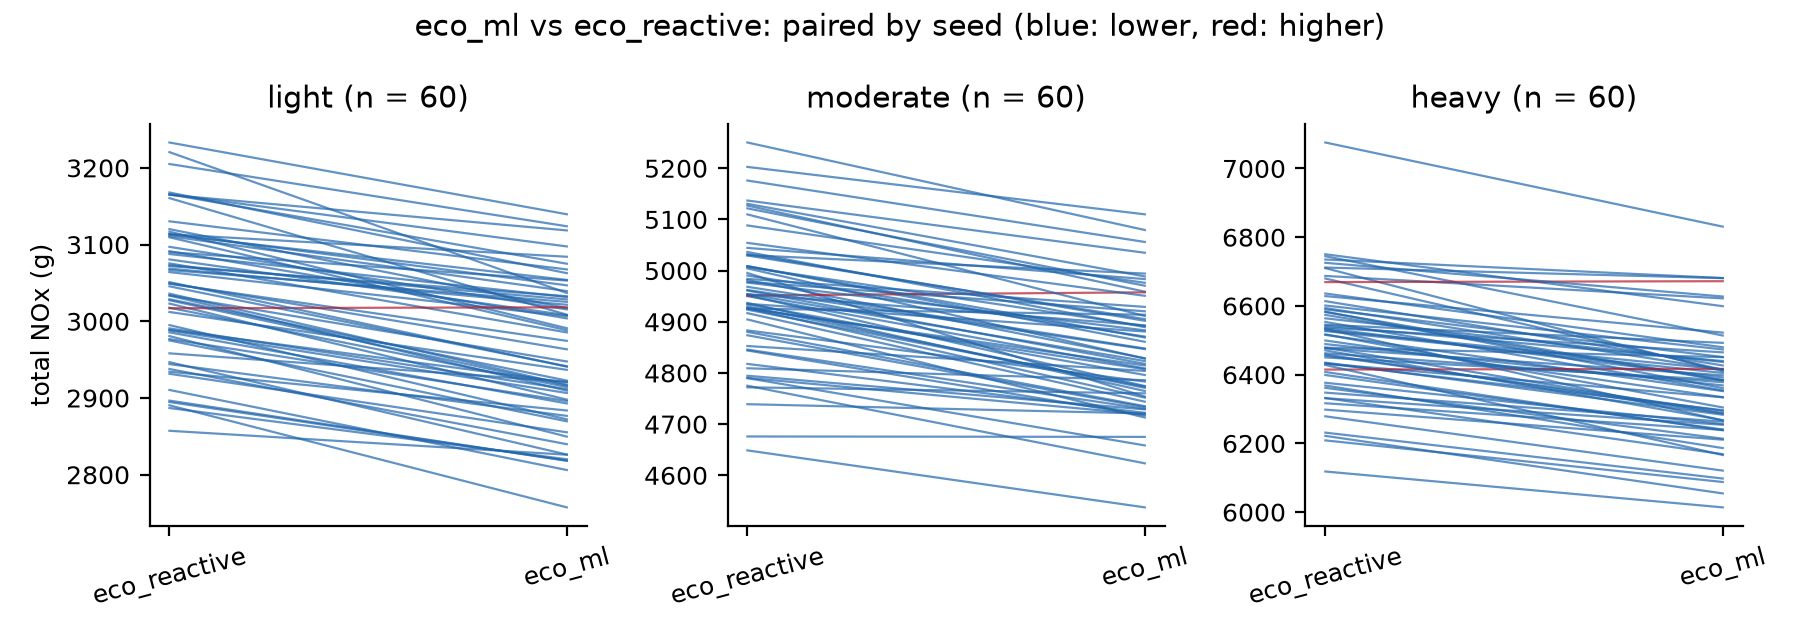 eco_ml vs eco_reactive: paired by seed (blue: lower, red: higher)
light (n = 60)
total NOx (g)
3200
3100
3000
2900
2800
eco_reactive
eco_ml
moderate (n = 60)
5200
5100
5000
4900
4800
4700
4600
eco_reactive
eco_ml
heavy (n = 60)
7000
6800
6600
6400
6200
6000
eco_reactive
eco_ml